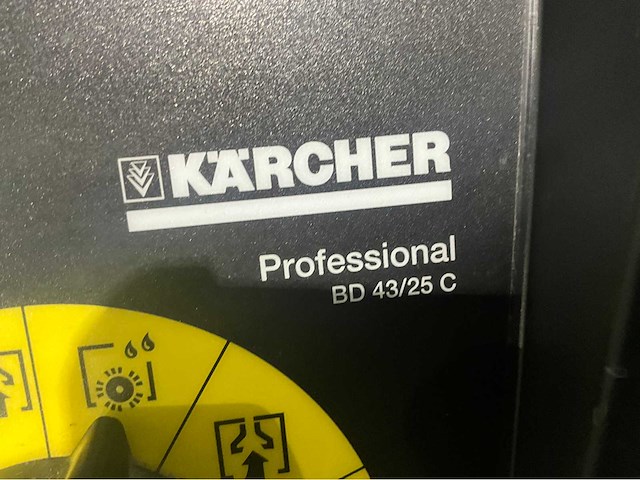 KÄRCHER
Professional
BD 43/25 C